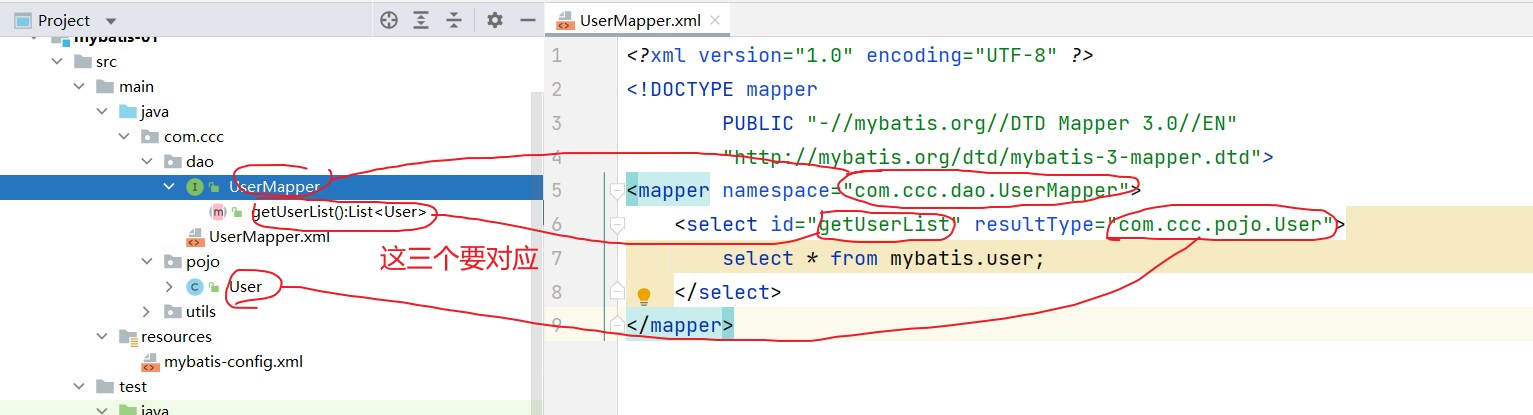 Project
UserMapper.xml
mybatis-01
src
main
java
com.ccc
dao
UserMapper
getUserList():List<User>
UserMapper.xml
pojo
User
utils
resources
mybatis-config.xml
test
java
这三个要对应
1 <?xml version="1.0" encoding="UTF-8" ?>
2 <!DOCTYPE mapper
3 PUBLIC "-//mybatis.org//DTD Mapper 3.0//EN"
4 "http://mybatis.org/dtd/mybatis-3-mapper.dtd">
5 <mapper namespace="com.ccc.dao.UserMapper">
6 <select id="getUserList" resultType="com.ccc.pojo.User">
7 select * from mybatis.user;
8 </select>
9 </mapper>